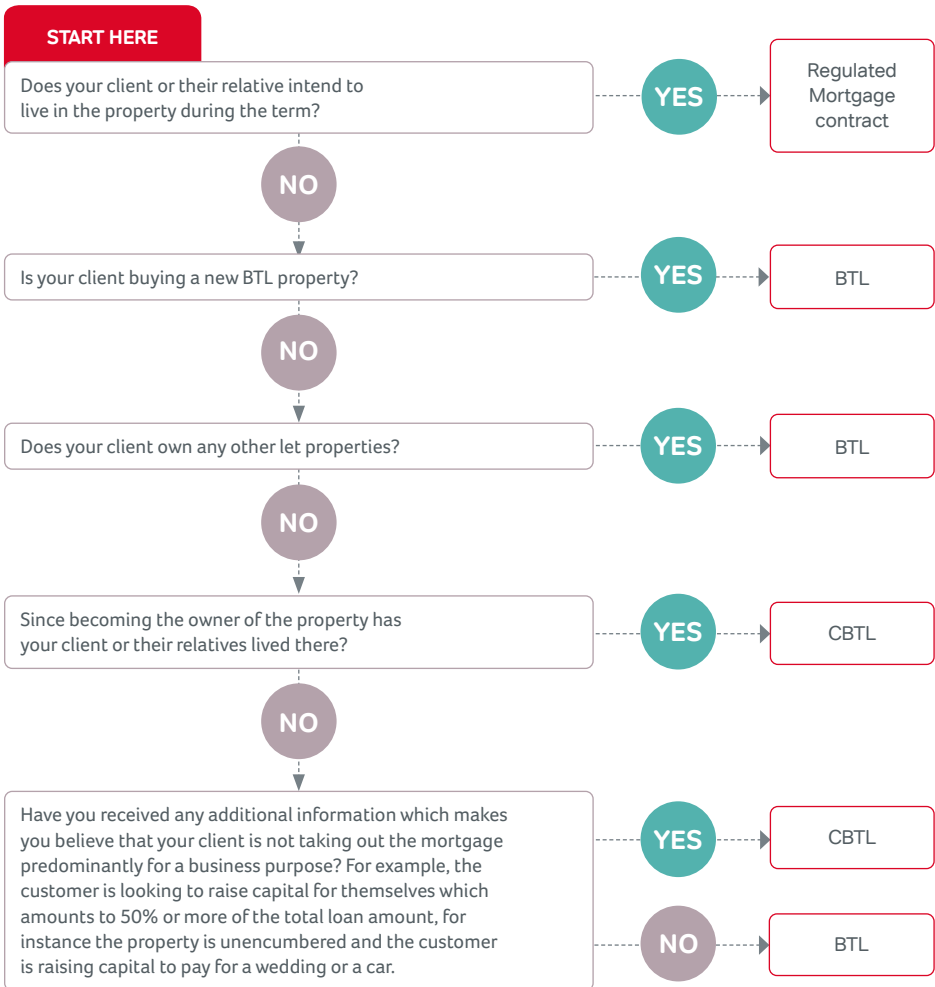 START HERE
Does your client or their relative intend to
live in the property during the term?
YES
Regulated
Mortgage
contract
NO
Is your client buying a new BTL property?
YES
BTL
NO
Does your client own any other let properties?
YES
BTL
NO
Since becoming the owner of the property has
your client or their relatives lived there?
YES
CBTL
NO
Have you received any additional information which makes
you believe that your client is not taking out the mortgage
predominantly for a business purpose? For example, the
customer is looking to raise capital for themselves which
amounts to 50% or more of the total loan amount, for
instance the property is unencumbered and the customer
is raising capital to pay for a wedding or a car.
YES
CBTL
NO
BTL